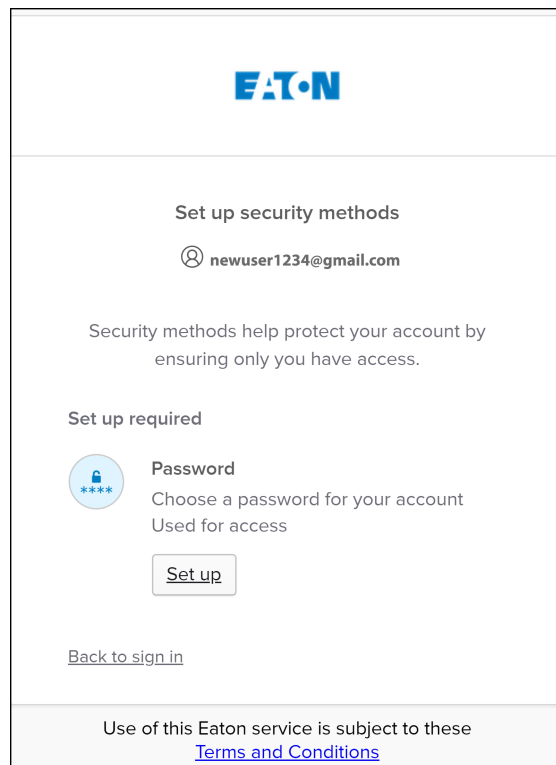 EATON
Set up security methods
newuser1234@gmail.com
Security methods help protect your account by
ensuring only you have access.
Set up required
****
Password
Choose a password for your account
Used for access
Set up
Back to sign in
Use of this Eaton service is subject to these
Terms and Conditions